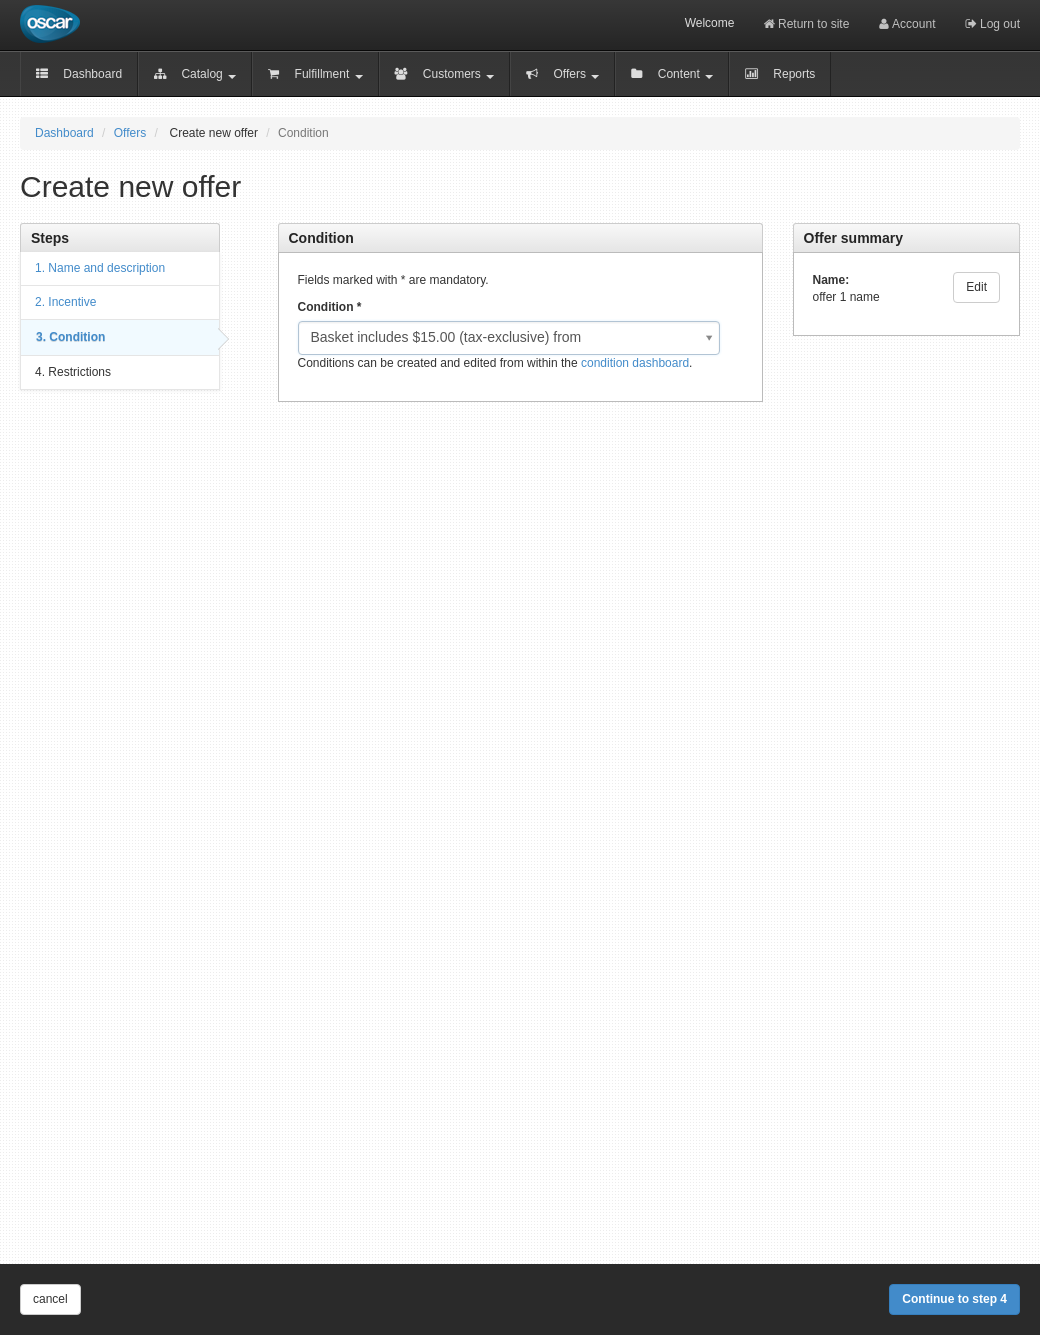 oscar
Welcome
Return to site
Account
Log out
Dashboard
Catalog
Fulfillment
Customers
Offers
Content
Reports
Dashboard / Offers / Create new offer / Condition
Create new offer
Steps
1. Name and description
2. Incentive
3. Condition
4. Restrictions
Condition
Fields marked with * are mandatory.
Condition *
Basket includes $15.00 (tax-exclusive) from
Conditions can be created and edited from within the condition dashboard.
Offer summary
Name:
offer 1 name
Edit
cancel
Continue to step 4